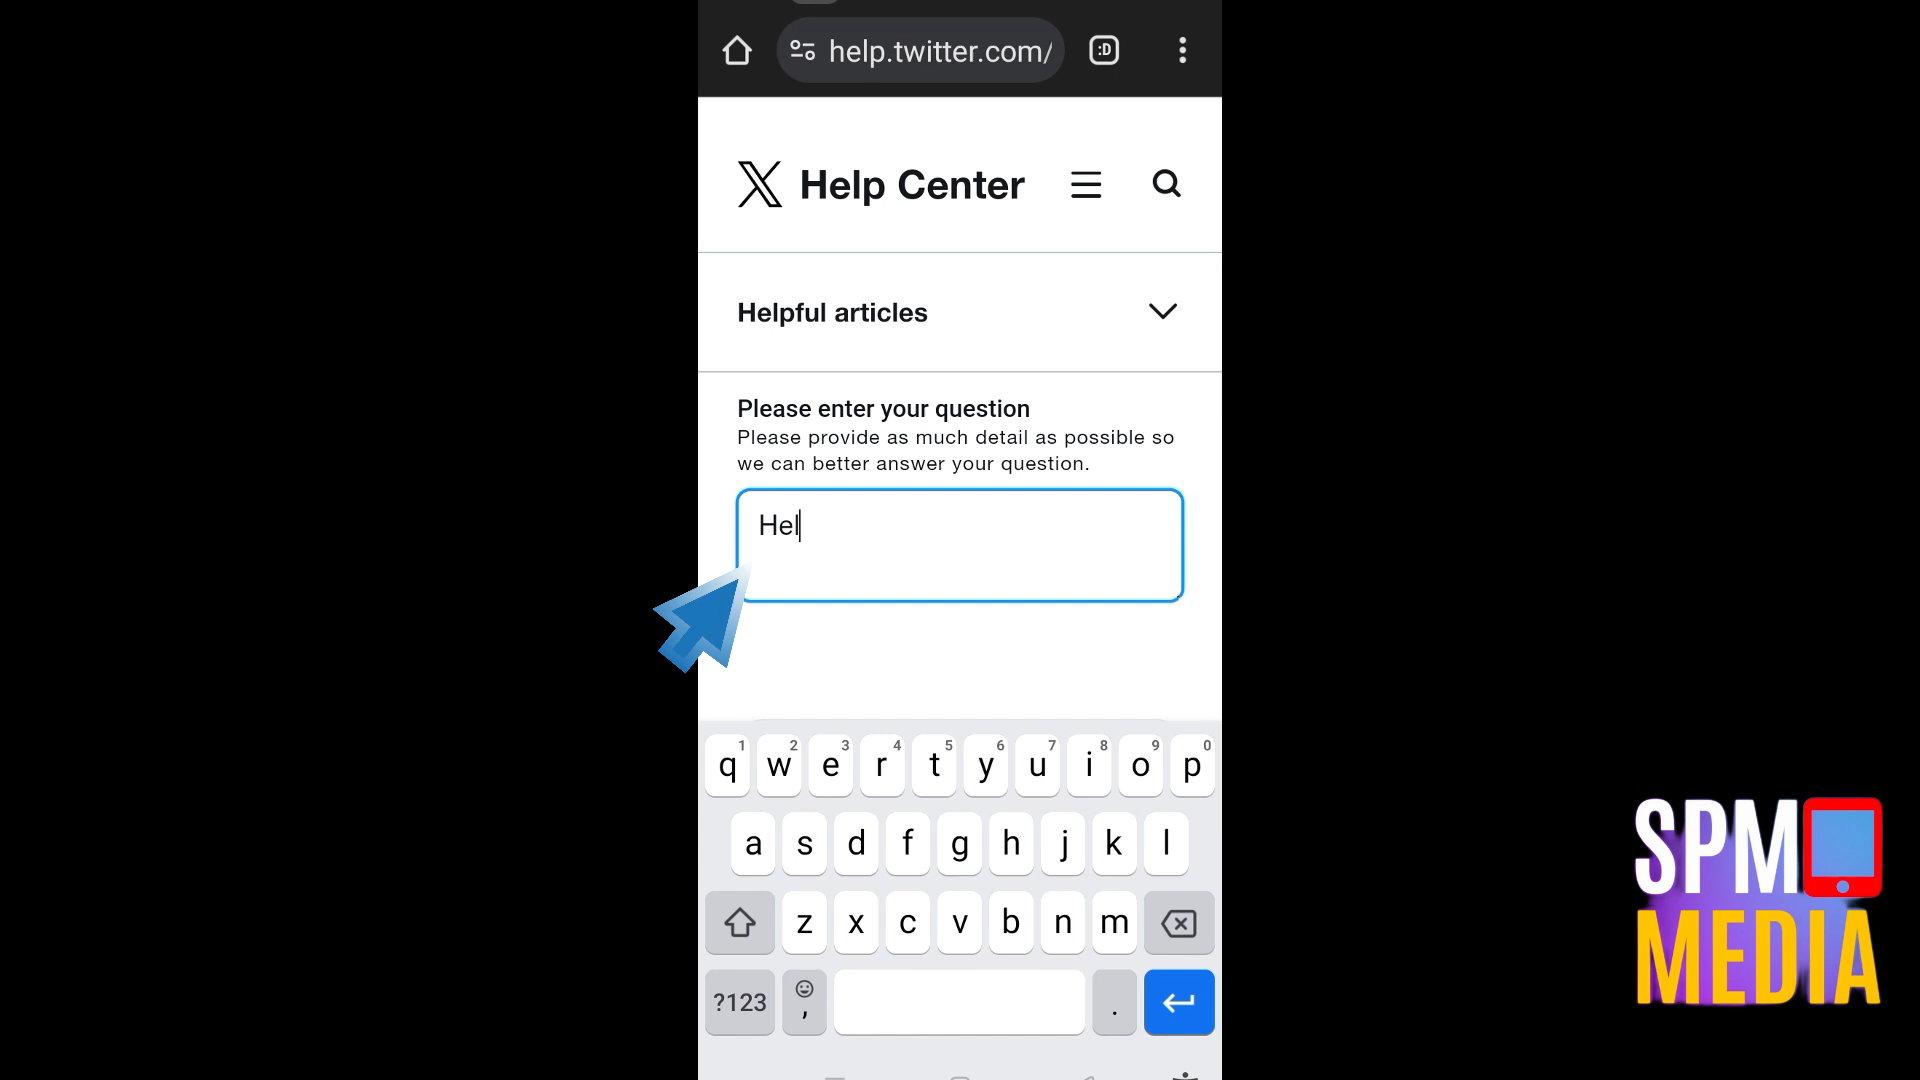 :D
help.twitter.com/
X Help Center
Helpful articles
Please enter your question
Please provide as much detail as possible so
we can better answer your question.
Hel
1 2 3 4 5 6 7 8 9 0
q w e r t y u i o p
a s d f g h j k l
z x c v b n m
?123 , .
SPM
MEDIA